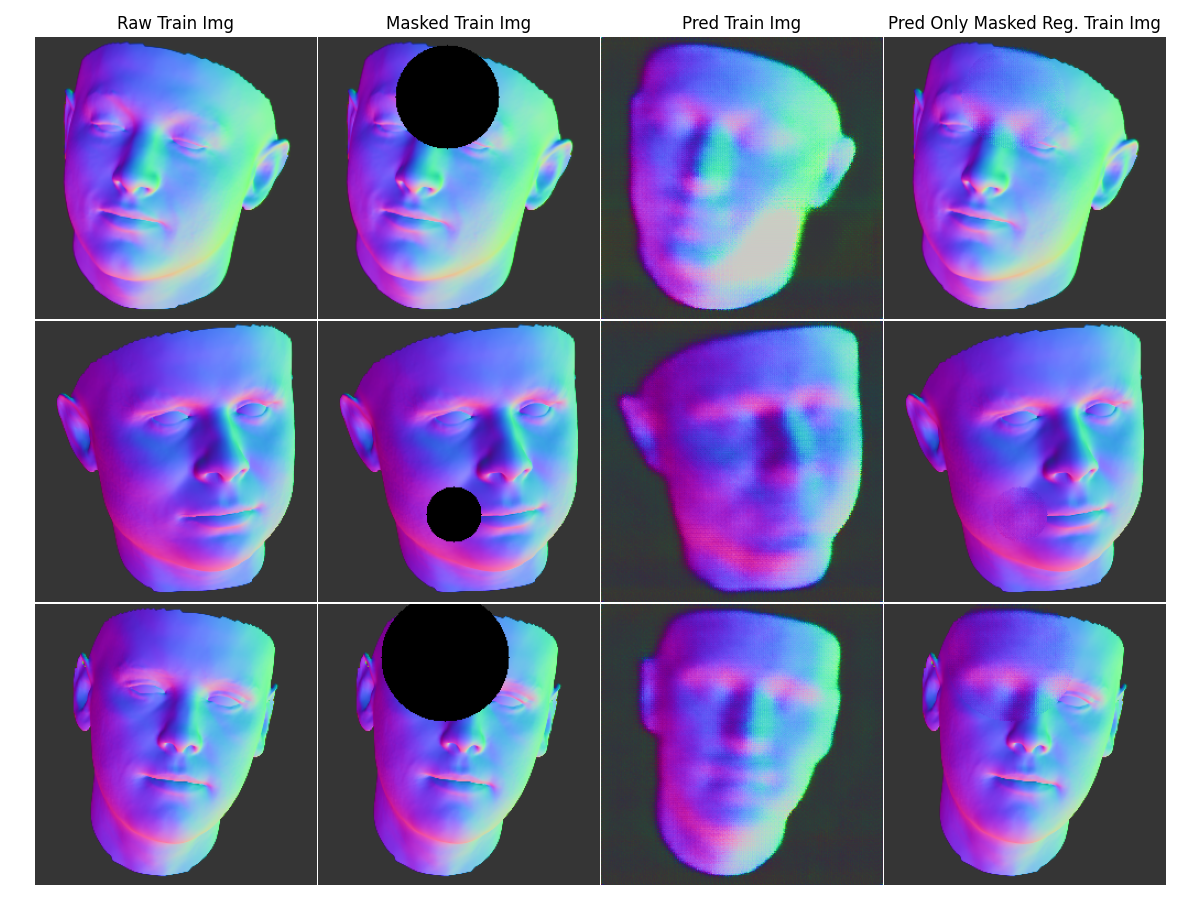 Raw Train Img
Masked Train Img
Pred Train Img
Pred Only Masked Reg. Train Img